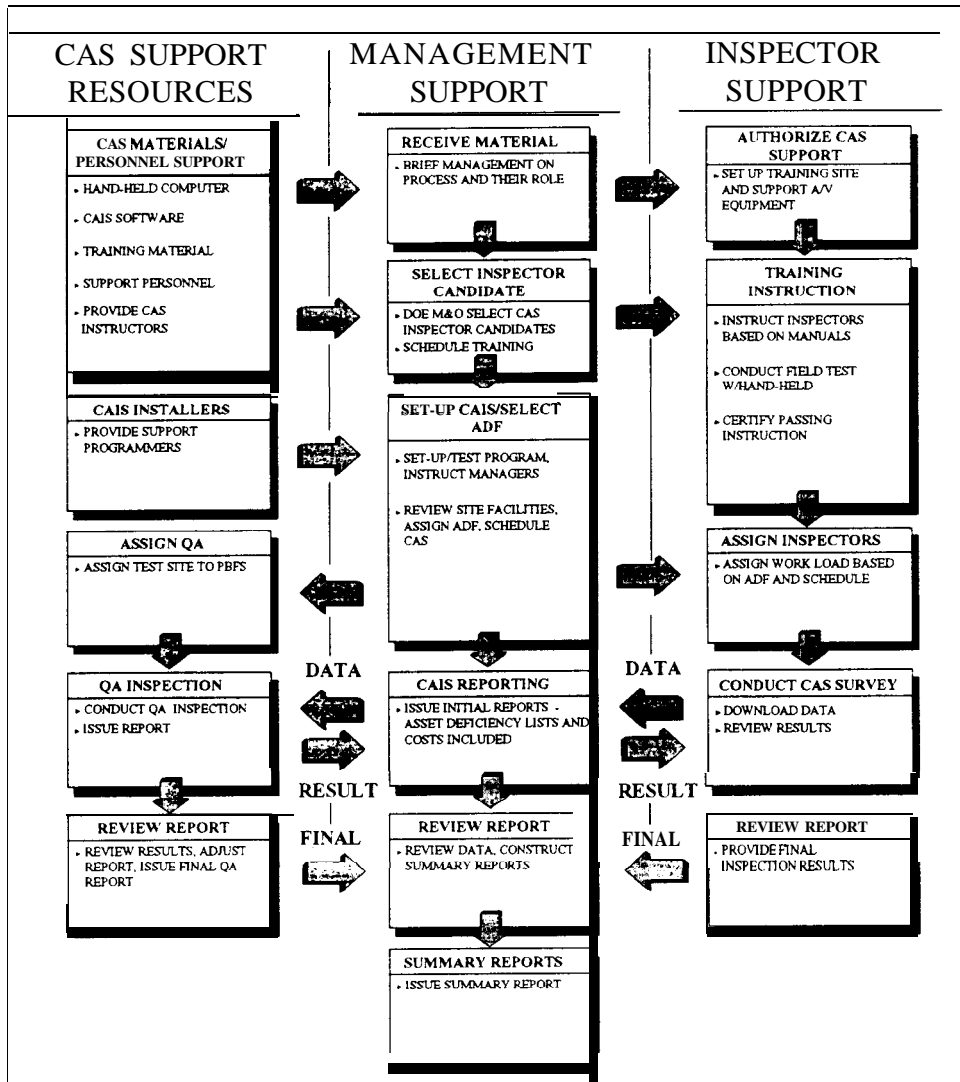 CAS SUPPORT
RESOURCES
MANAGEMENT
SUPPORT
INSPECTOR
SUPPORT
CAS MATERIALS/
PERSONNEL SUPPORT
HAND-HELD COMPUTER
CAIS SOFTWARE
TRAINING MATERIAL
SUPPORT PERSONNEL
PROVIDE CAS
INSTRUCTORS
CAIS INSTALLERS
PROVIDE SUPPORT
PROGRAMMERS
ASSIGN QA
ASSIGN TEST SITE TO PBFS
QA INSPECTION
CONDUCT QA INSPECTION
ISSUE REPORT
REVIEW REPORT
REVIEW RESULTS, ADJUST
REPORT, ISSUE FINAL QA
REPORT
DATA
RESULT
FINAL
RECEIVE MATERIAL
BRIEF MANAGEMENT ON
PROCESS AND THEIR ROLE
SELECT INSPECTOR
CANDIDATE
DOE M&O SELECT CAS
INSPECTOR CANDIDATES
SCHEDULE TRAINING
SET-UP CAIS/SELECT
ADF
SET-UP/TEST PROGRAM,
INSTRUCT MANAGERS
REVIEW SITE FACILITIES,
ASSIGN ADF, SCHEDULE
CAS
CAIS REPORTING
ISSUE INITIAL REPORTS -
ASSET DEFICIENCY LISTS AND
COSTS INCLUDED
REVIEW REPORT
REVIEW DATA, CONSTRUCT
SUMMARY REPORTS
SUMMARY REPORTS
ISSUE SUMMARY REPORT
DATA
RESULT
FINAL
AUTHORIZE CAS
SUPPORT
SET UP TRAINING SITE
AND SUPPORT A/V
EQUIPMENT
TRAINING
INSTRUCTION
INSTRUCT INSPECTORS
BASED ON MANUALS
CONDUCT FIELD TEST
W/HAND-HELD
CERTIFY PASSING
INSTRUCTION
ASSIGN INSPECTORS
ASSIGN WORK LOAD BASED
ON ADF AND SCHEDULE
CONDUCT CAS SURVEY
DOWNLOAD DATA
REVIEW RESULTS
REVIEW REPORT
PROVIDE FINAL
INSPECTION RESULTS